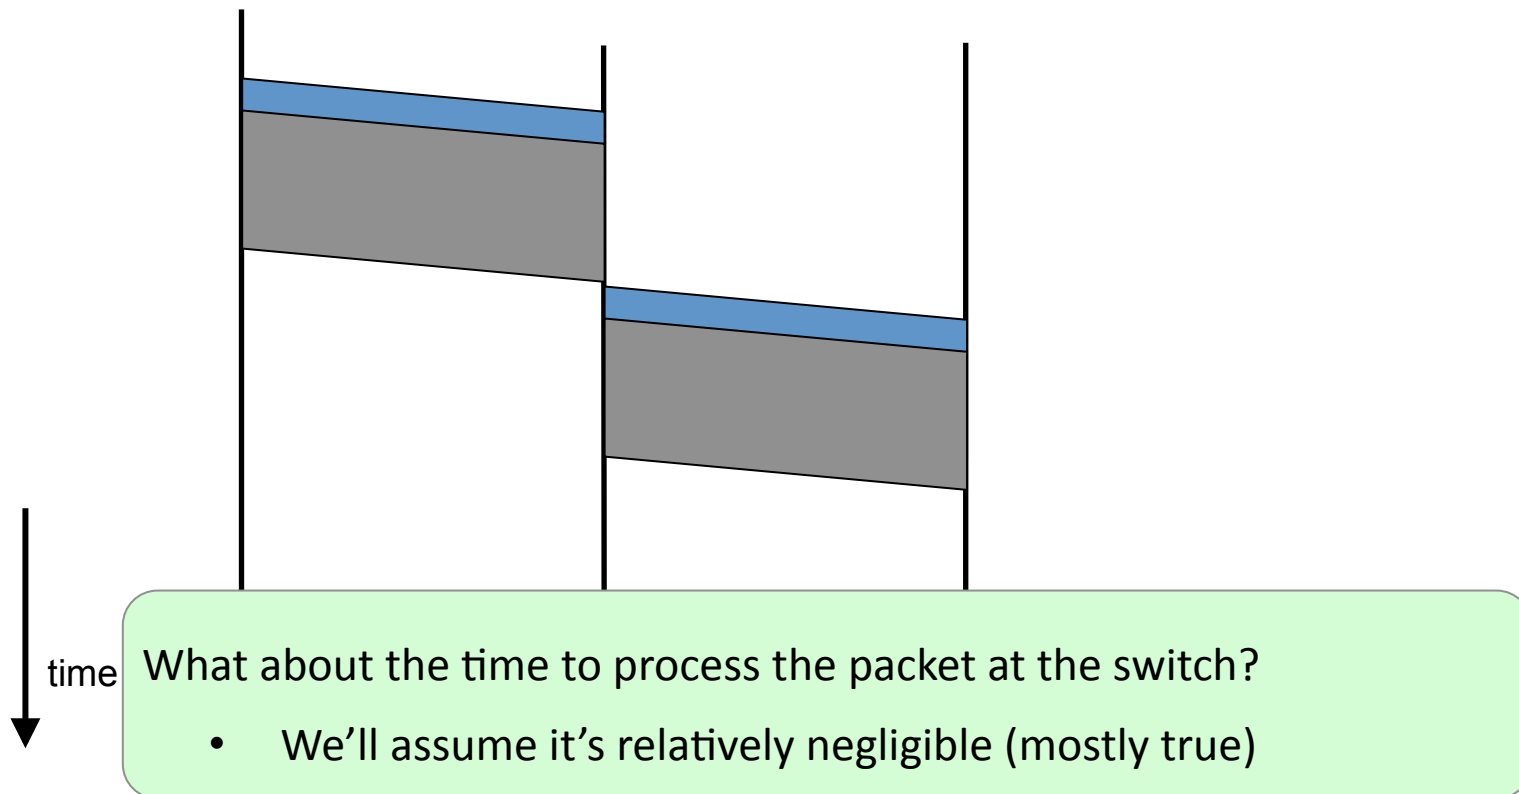 time
What about the time to process the packet at the switch?
• We’ll assume it’s relatively negligible (mostly true)